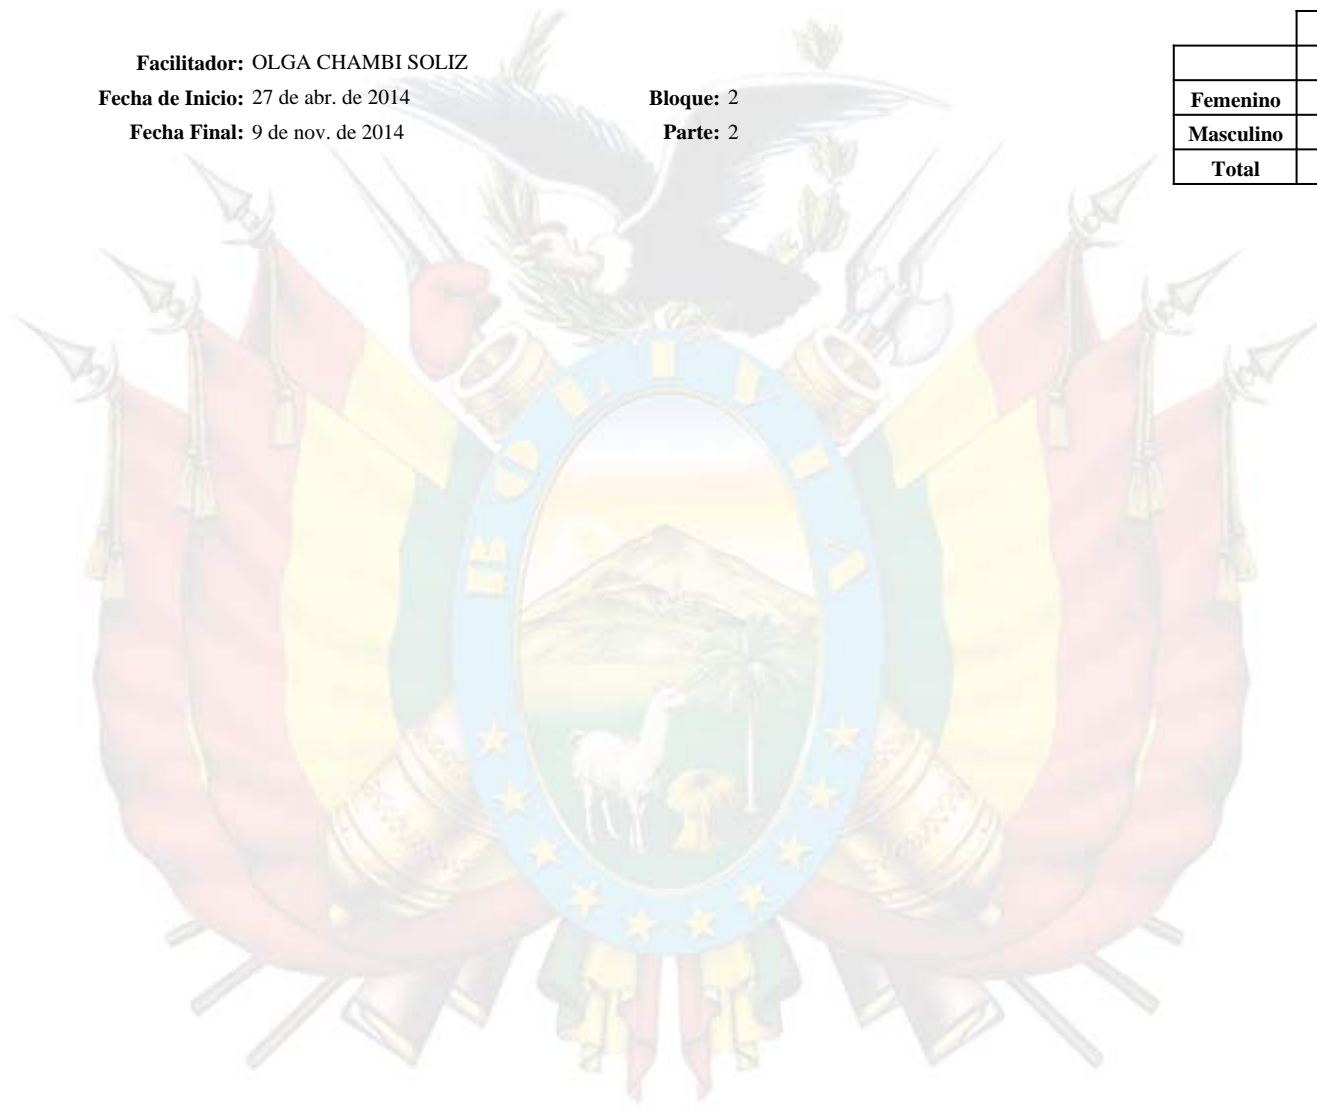 Facilitador: OLGA CHAMBI SOLIZ
Fecha de Inicio: 27 de abr. de 2014 Bloque: 2
Fecha Final: 9 de nov. de 2014 Parte: 2
Femenino
Masculino
Total
BOLIVIA